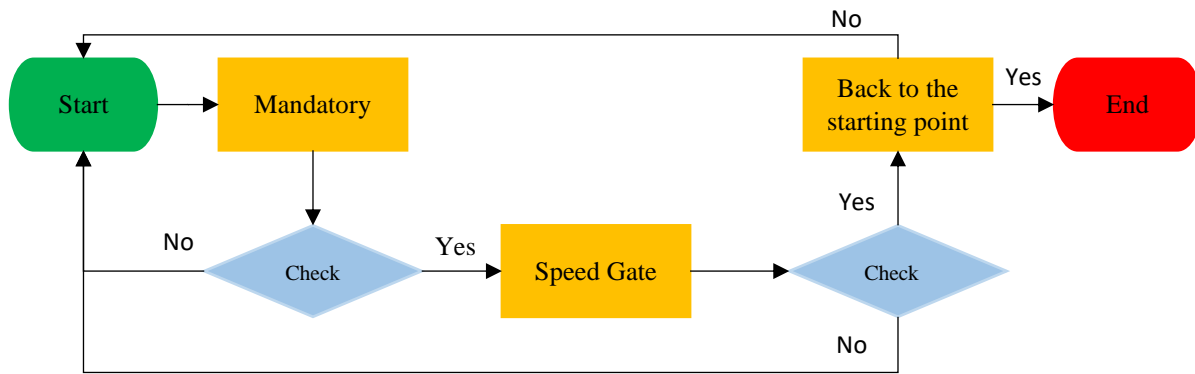 No
Start
Mandatory
Back to the
starting point
Yes
End
No
Check
Yes
Speed Gate
Check
Yes
No